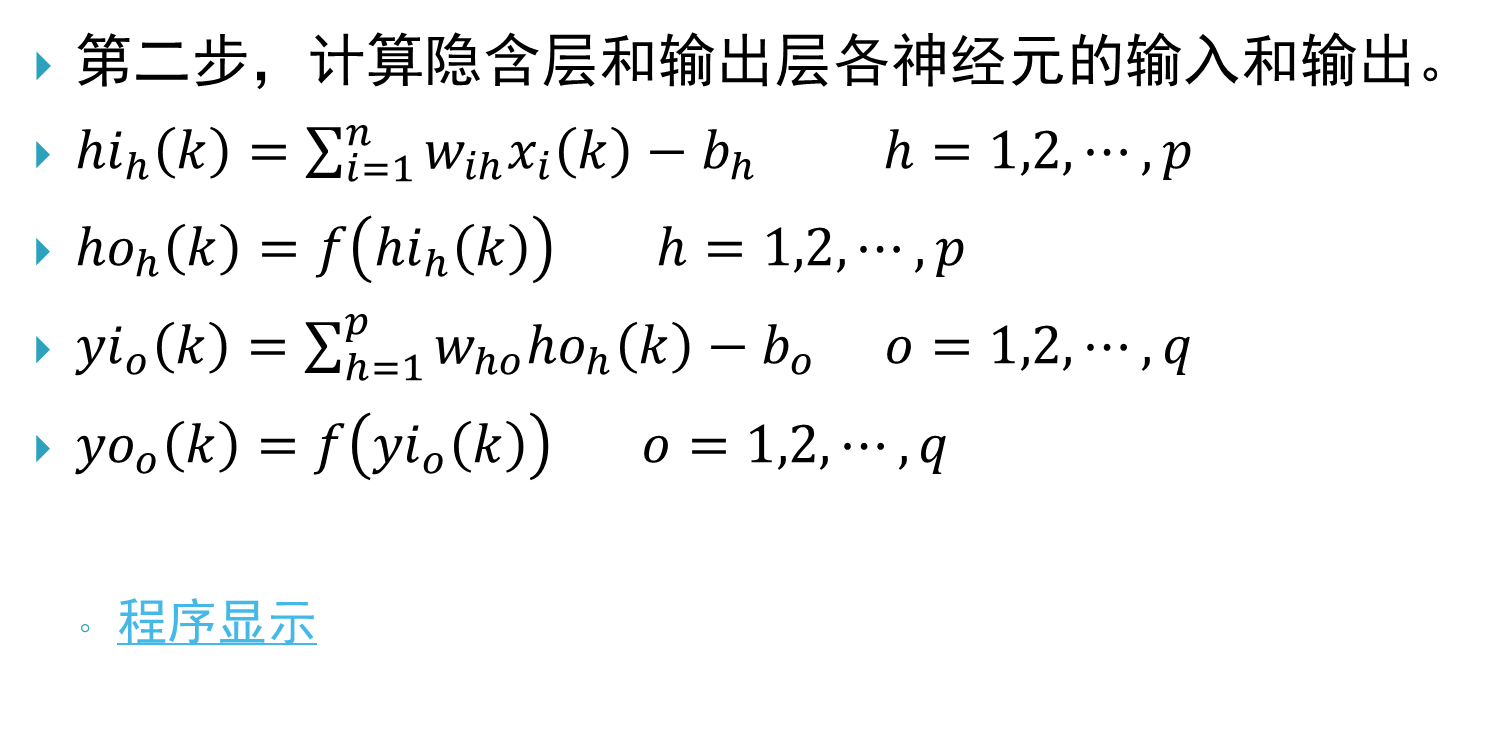 第二步，计算隐含层和输出层各神经元的输入和输出。
hi_h(k) = ∑_{i=1}^{n} w_{ih}x_i(k) − b_h h = 1,2,⋯,p
ho_h(k) = f(hi_h(k)) h = 1,2,⋯,p
yi_o(k) = ∑_{h=1}^{p} w_{ho}ho_h(k) − b_o o = 1,2,⋯,q
yo_o(k) = f(yi_o(k)) o = 1,2,⋯,q
程序显示